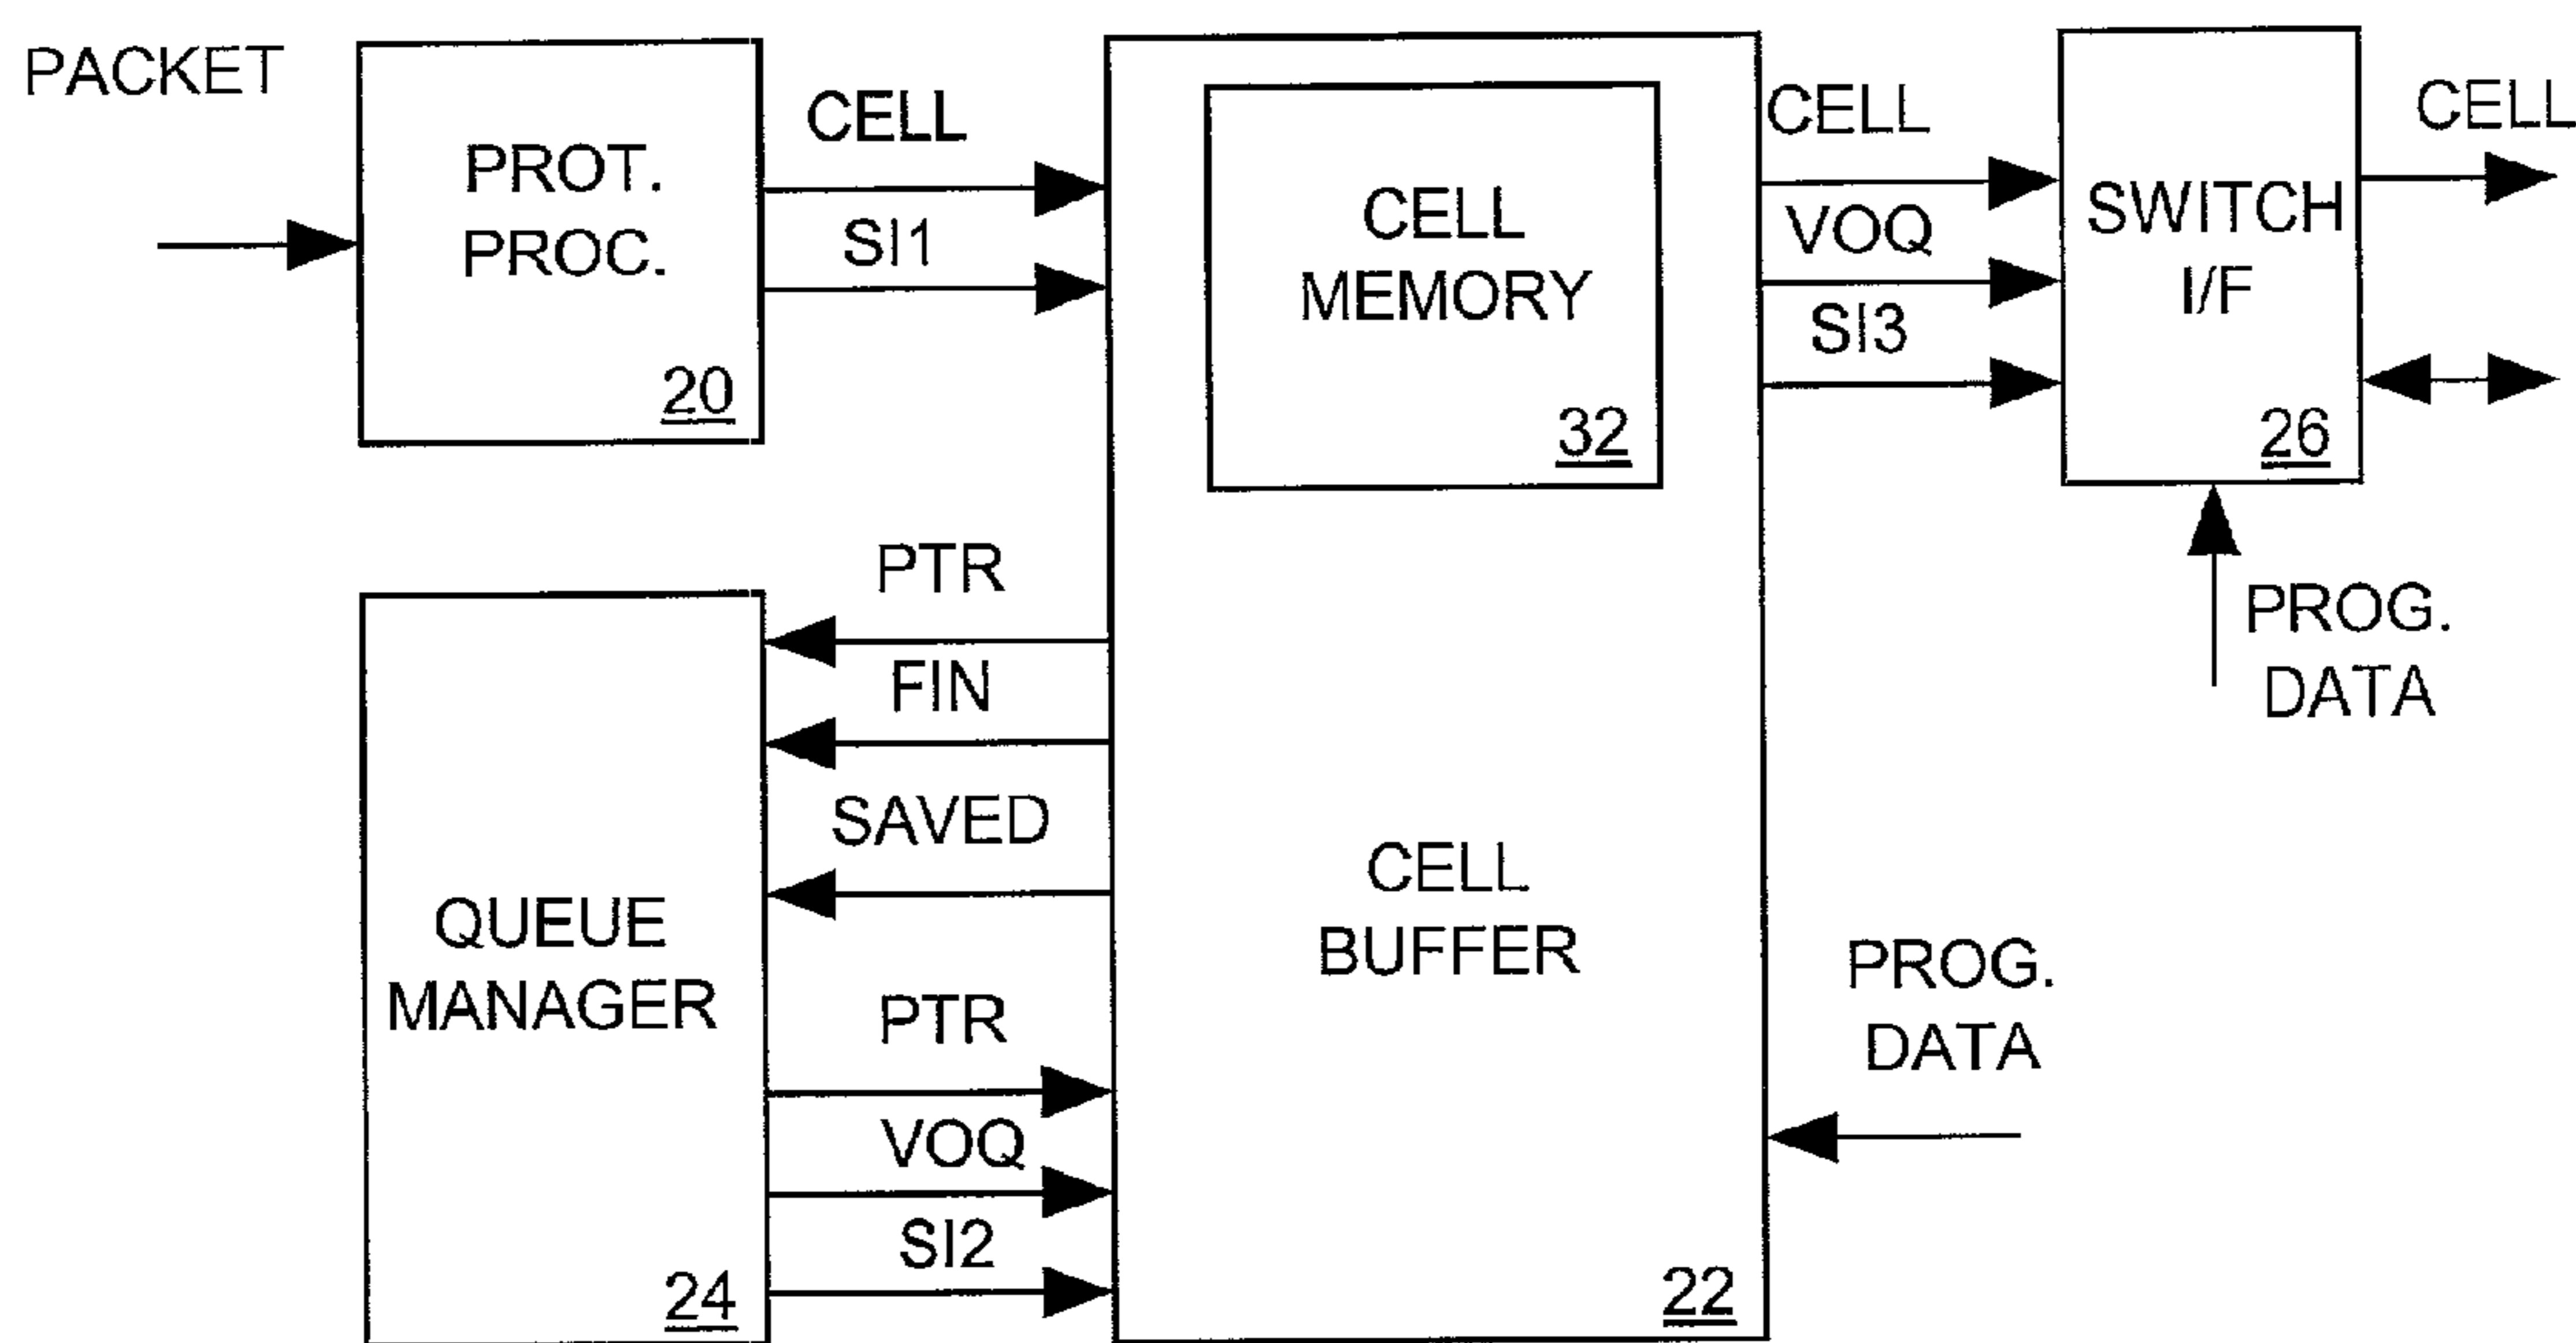 PACKET
PROT.
PROC.
20
CELL
SI1
CELL
MEMORY
32
CELL
VOQ
SI3
SWITCH
I/F
26
CELL
PROG.
DATA
PTR
FIN
SAVED
QUEUE
MANAGER
PTR
VOQ
SI2
24
CELL
BUFFER
22
PROG.
DATA